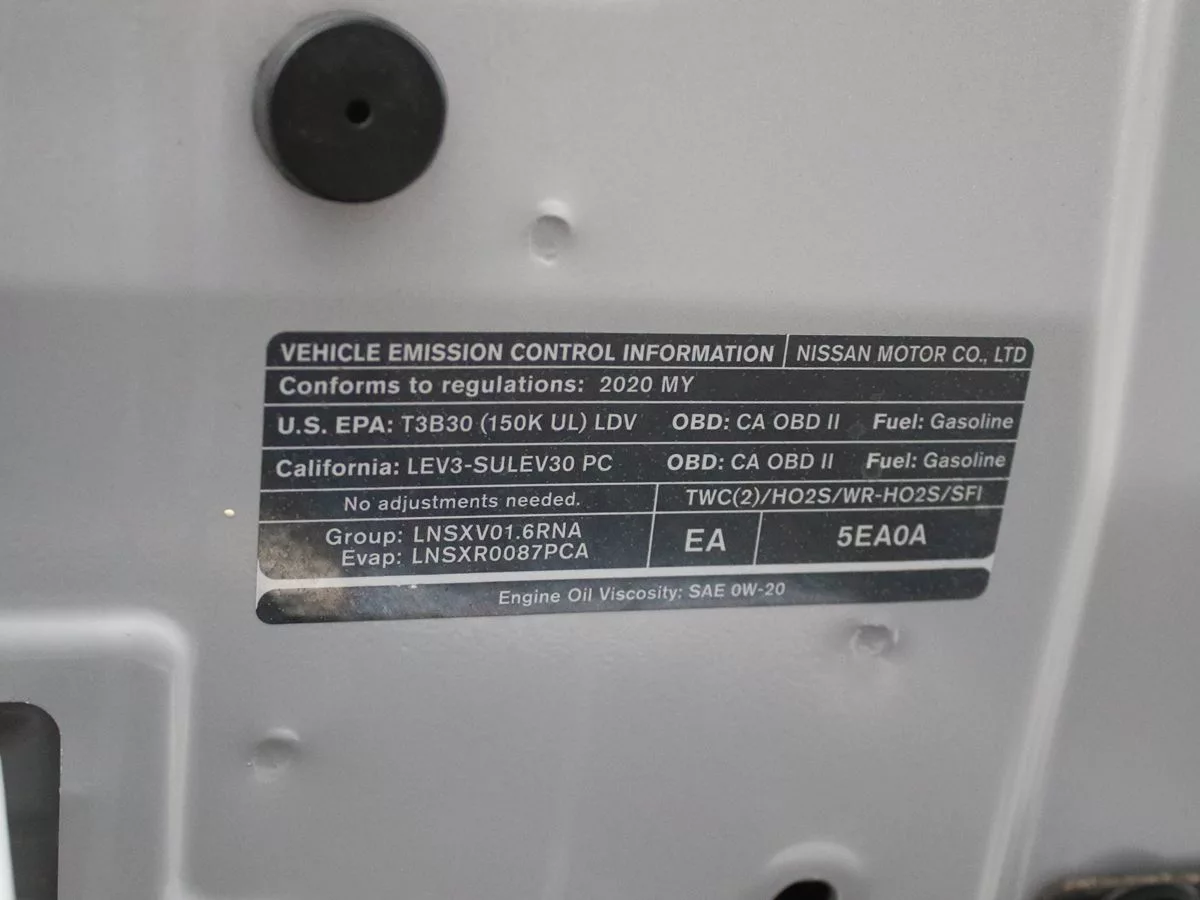 VEHICLE EMISSION CONTROL INFORMATION NISSAN MOTOR CO., LTD
Conforms to regulations: 2020 MY
U.S. EPA: T3B30 (150K UL) LDV OBD: CA OBD II Fuel: Gasoline
California: LEV3-SULEV30 PC OBD: CA OBD II Fuel: Gasoline
No adjustments needed. TWC(2)/HO2S/WR-HO2S/SFI
Group: LNSXV01.6RNA
Evap: LNSXR0087PCA
EA 5EA0A
Engine Oil Viscosity: SAE 0W-20